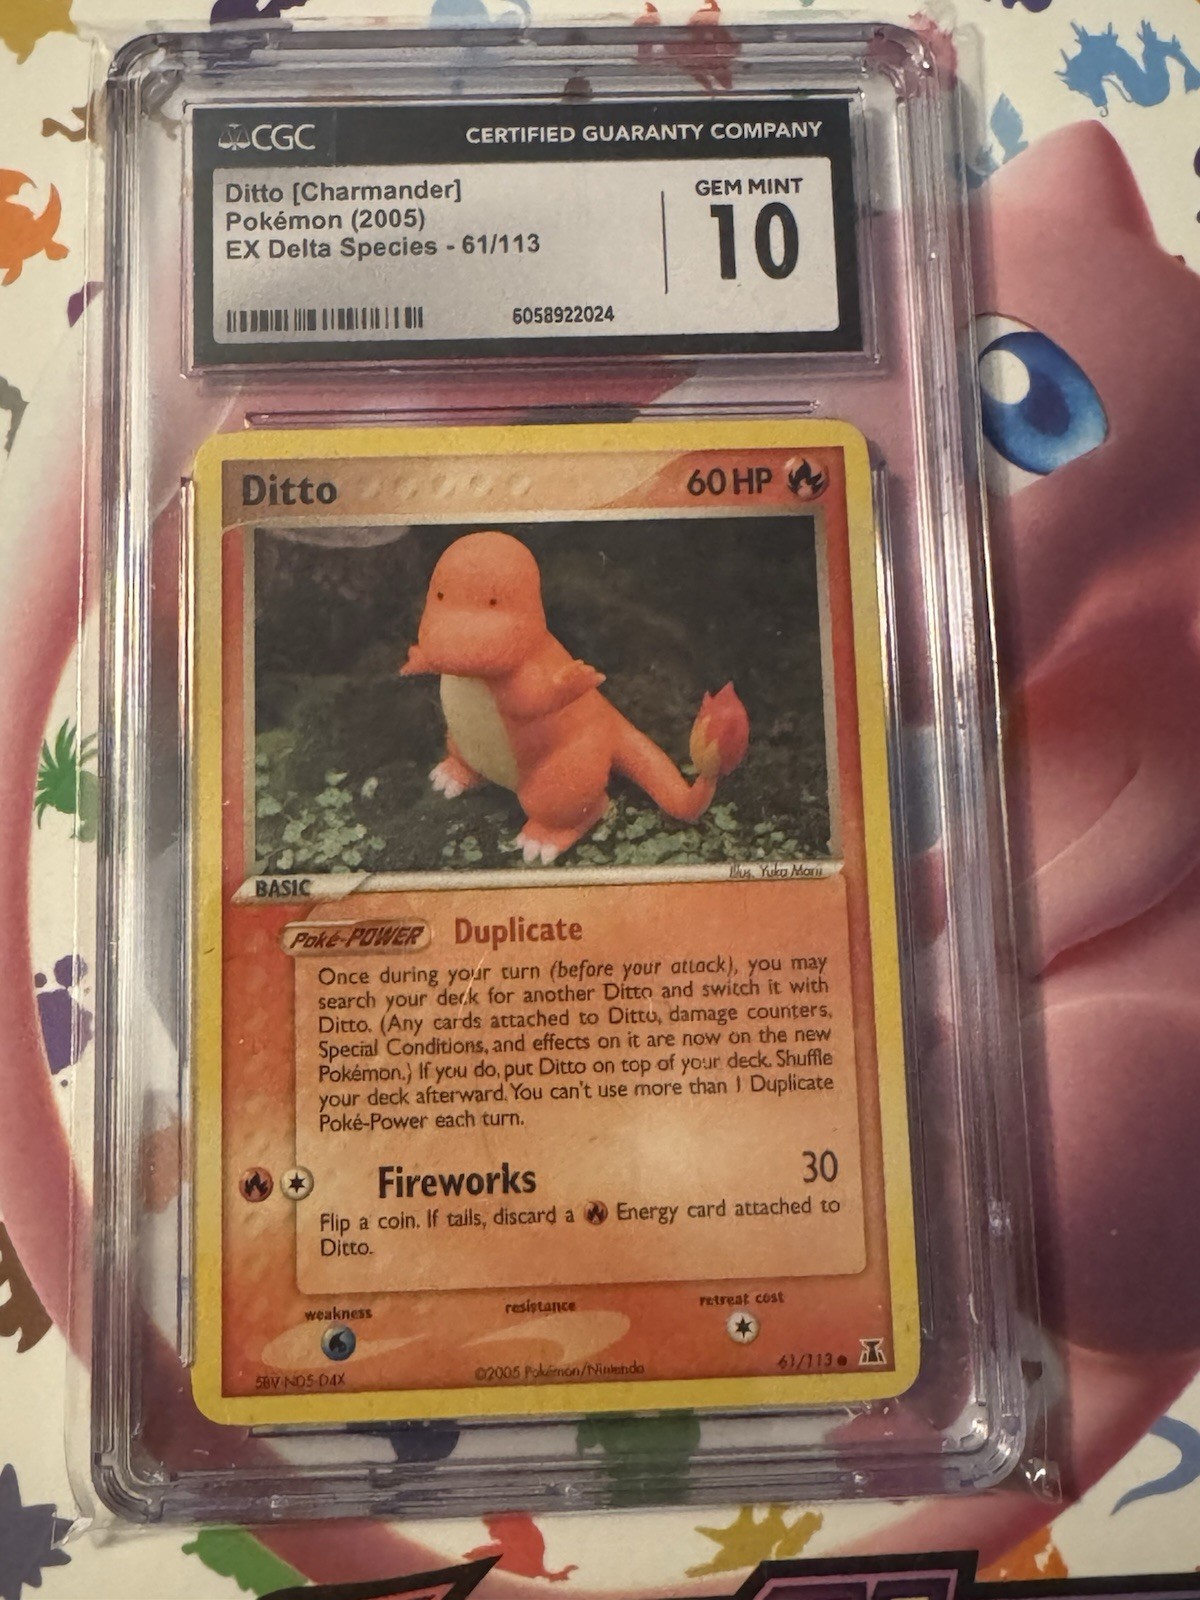 CGC CERTIFIED GUARANTY COMPANY
Ditto [Charmander]
Pokémon (2005)
EX Delta Species - 61/113
GEM MINT
10
6058922024
Ditto 60 HP
BASIC
Illus. Yuka Morii
Poké-POWER Duplicate
Once during your turn (before your attack), you may
search your deck for another Ditto and switch it with
Ditto. (Any cards attached to Ditto, damage counters,
Special Conditions, and effects on it are now on the new
Pokémon.) If you do, put Ditto on top of your deck. Shuffle
your deck afterward. You can't use more than 1 Duplicate
Poké-Power each turn.
Fireworks 30
Flip a coin. If tails, discard a Energy card attached to
Ditto.
weakness resistance retreat cost
5BV-NDS-D4X ©2005 Pokémon/Nintendo 61/113